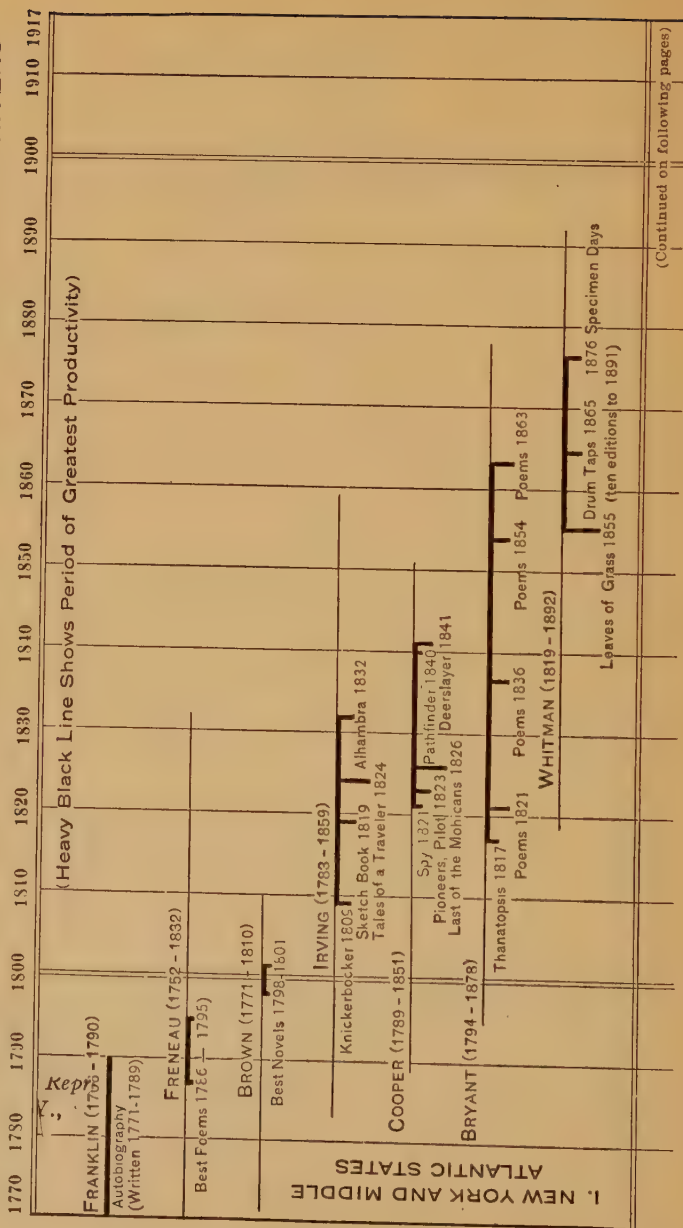 1770 1780 1790 1800 1810 1820 1830 1840 1850 1860 1870 1880 1890 1900 1910 1917
(Heavy Black Line Shows Period of Greatest Productivity)
Repr
Y.,
FRANKLIN (1706 - 1790)
Autobiography
(Written 1771-1789)
FRENEAU (1752 - 1832)
Best Poems 1786 - 1795)
BROWN (1771 - 1810)
Best Novels 1798-1801
IRVING (1783 - 1859)
Knickerbocker 1809
Sketch Book 1819 Alhambra 1832
Tales of a Traveler 1824
COOPER (1789 - 1851)
Spy 1821 Pathfinder 1840
Pioneers, Pilot 1823 Deerslayer 1841
Last of the Mohicans 1826
BRYANT (1794 - 1878)
Thanatopsis 1817
Poems 1821 Poems 1836 Poems 1854 Poems 1863
WHITMAN (1819 - 1892)
Drum Taps 1865 1876 Specimen Days
Leaves of Grass 1855 (ten editions to 1891)
I. NEW YORK AND MIDDLE
ATLANTIC STATES
(Continued on following pages)